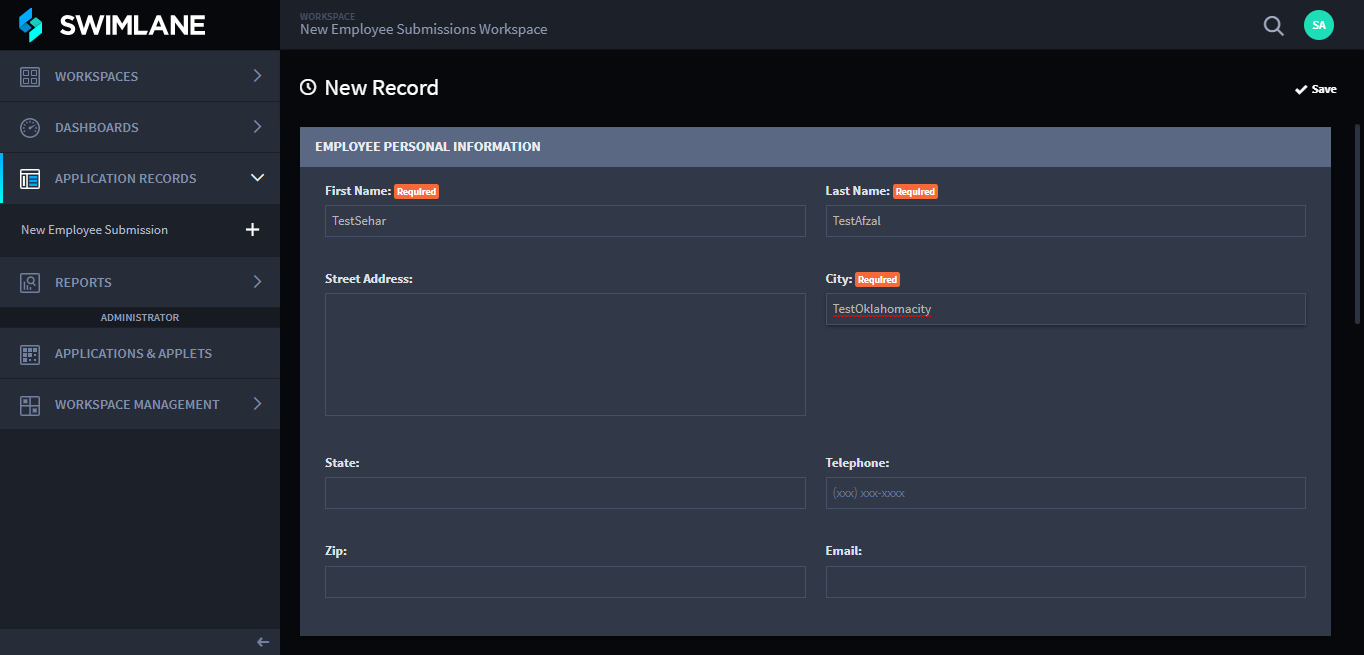 SWIMLANE
WORKSPACE
New Employee Submissions Workspace
SA
WORKSPACES
DASHBOARDS
APPLICATION RECORDS
New Employee Submission
REPORTS
ADMINISTRATOR
APPLICATIONS & APPLETS
WORKSPACE MANAGEMENT
New Record
Save
EMPLOYEE PERSONAL INFORMATION
First Name: Required
TestSehar
Last Name: Required
TestAfzal
Street Address:
City: Required
TestOklahomacity
State:
Telephone:
(xxx) xxx-xxxx
Zip:
Email: